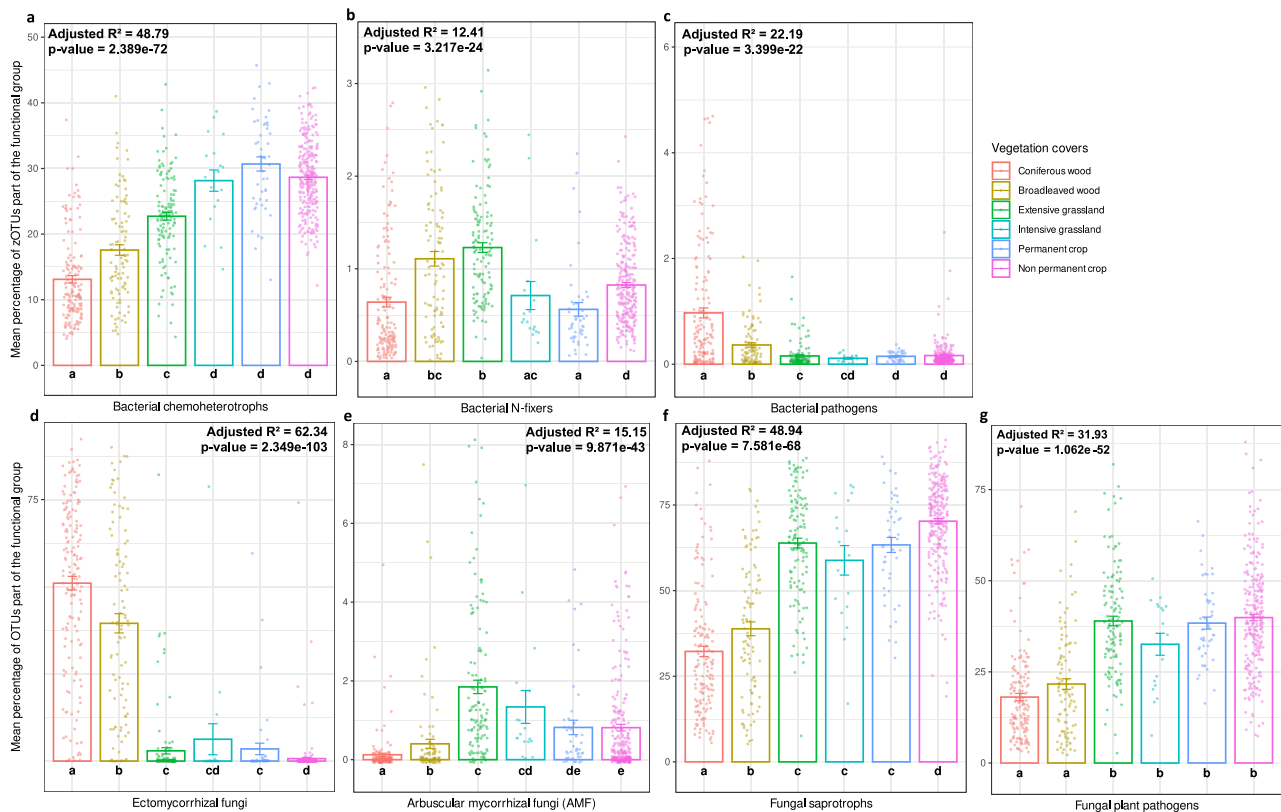 a
Adjusted R² = 48.79
p-value = 2.389e-72
50
40
30
20
10
0
Mean percentage of zOTUs part of the functional group
a b c d d d
Bacterial chemoheterotrophs
b
Adjusted R² = 12.41
p-value = 3.217e-24
3
2
1
0
a bc b ac a d
Bacterial N-fixers
c
Adjusted R² = 22.19
p-value = 3.399e-22
6
4
2
0
a b c cd d d
Bacterial pathogens
Vegetation covers
Coniferous wood
Broadleaved wood
Extensive grassland
Intensive grassland
Permanent crop
Non permanent crop
d
Adjusted R² = 62.34
p-value = 2.349e-103
75
Mean percentage of OTUs part of the functional group
a b c cd c d
Ectomycorrhizal fungi
e
Adjusted R² = 15.15
p-value = 9.871e-43
8
6
4
2
0
a b c cd de e
Arbuscular mycorrhizal fungi (AMF)
f
Adjusted R² = 48.94
p-value = 7.581e-68
75
50
25
0
a b c c c d
Fungal saprotrophs
g
Adjusted R² = 31.93
p-value = 1.062e-52
75
50
25
0
a a b b b b
Fungal plant pathogens